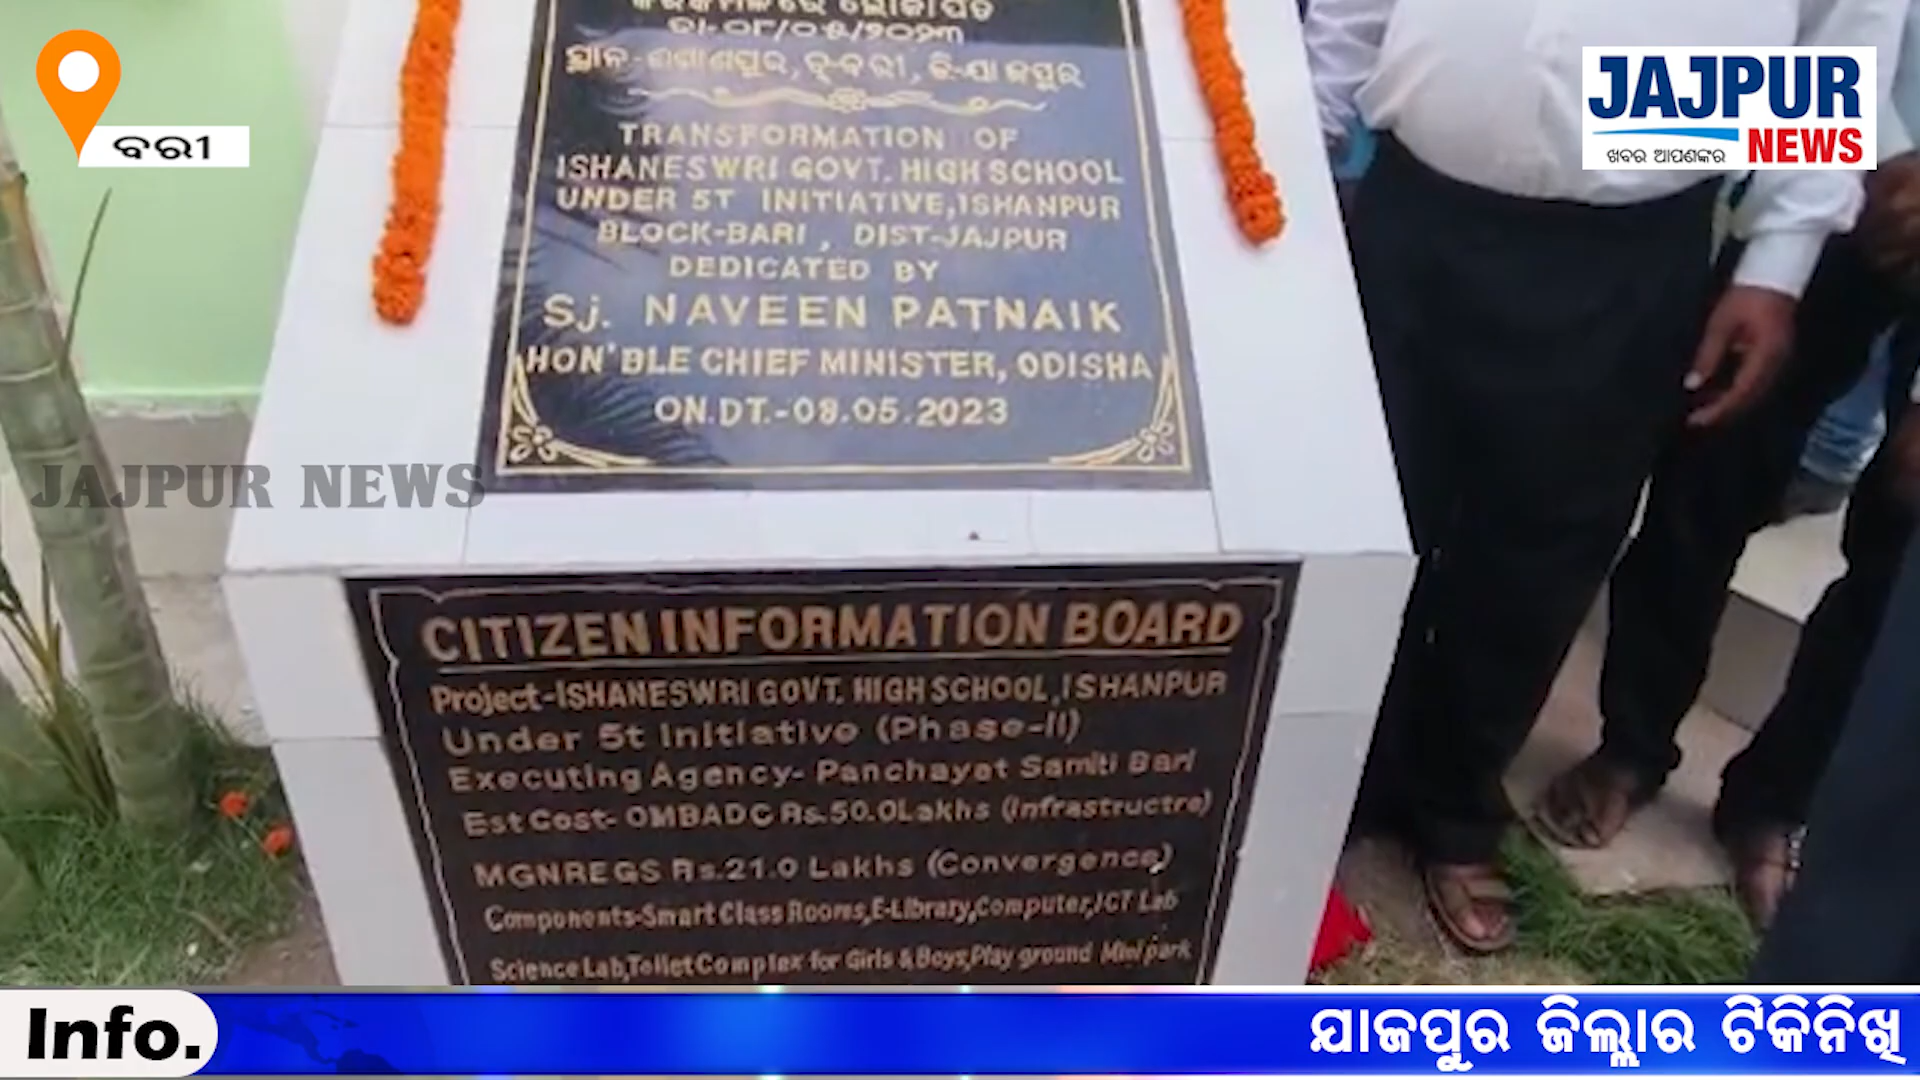 ତା-୦୮/୦୫/୨୦୨୩
TRANSFORMATION OF
ISHANESWRI GOVT. HIGH SCHOOL
UNDER 5T INITIATIVE, ISHANPUR
BLOCK-BARI , DIST-JAJPUR
DEDICATED BY
Sj. NAVEEN PATNAIK
HON'BLE CHIEF MINISTER, ODISHA
ON.DT.-08.05.2023
CITIZEN INFORMATION BOARD
Project-ISHANESWRI GOVT. HIGH SCHOOL, ISHANPUR
Under 5t Initiative (Phase-II)
Executing Agency- Panchayat Samiti Bari
Est Cost- OMBADC Rs.50.0Lakhs (Infrastructre)
MGNREGS Rs.21.0 Lakhs (Convergence)
Components-Smart Class Rooms,E-Library,Computer,ICT Lab
Science Lab,Toilet Complex for Girls & Boys,Play ground Mini park
ବରୀ
JAJPUR
NEWS
ଖବର ଆପଣଙ୍କର
JAJPUR NEWS
Info.
ଯାଜପୁର ଜିଲ୍ଲାର ଟିକିନିଖି